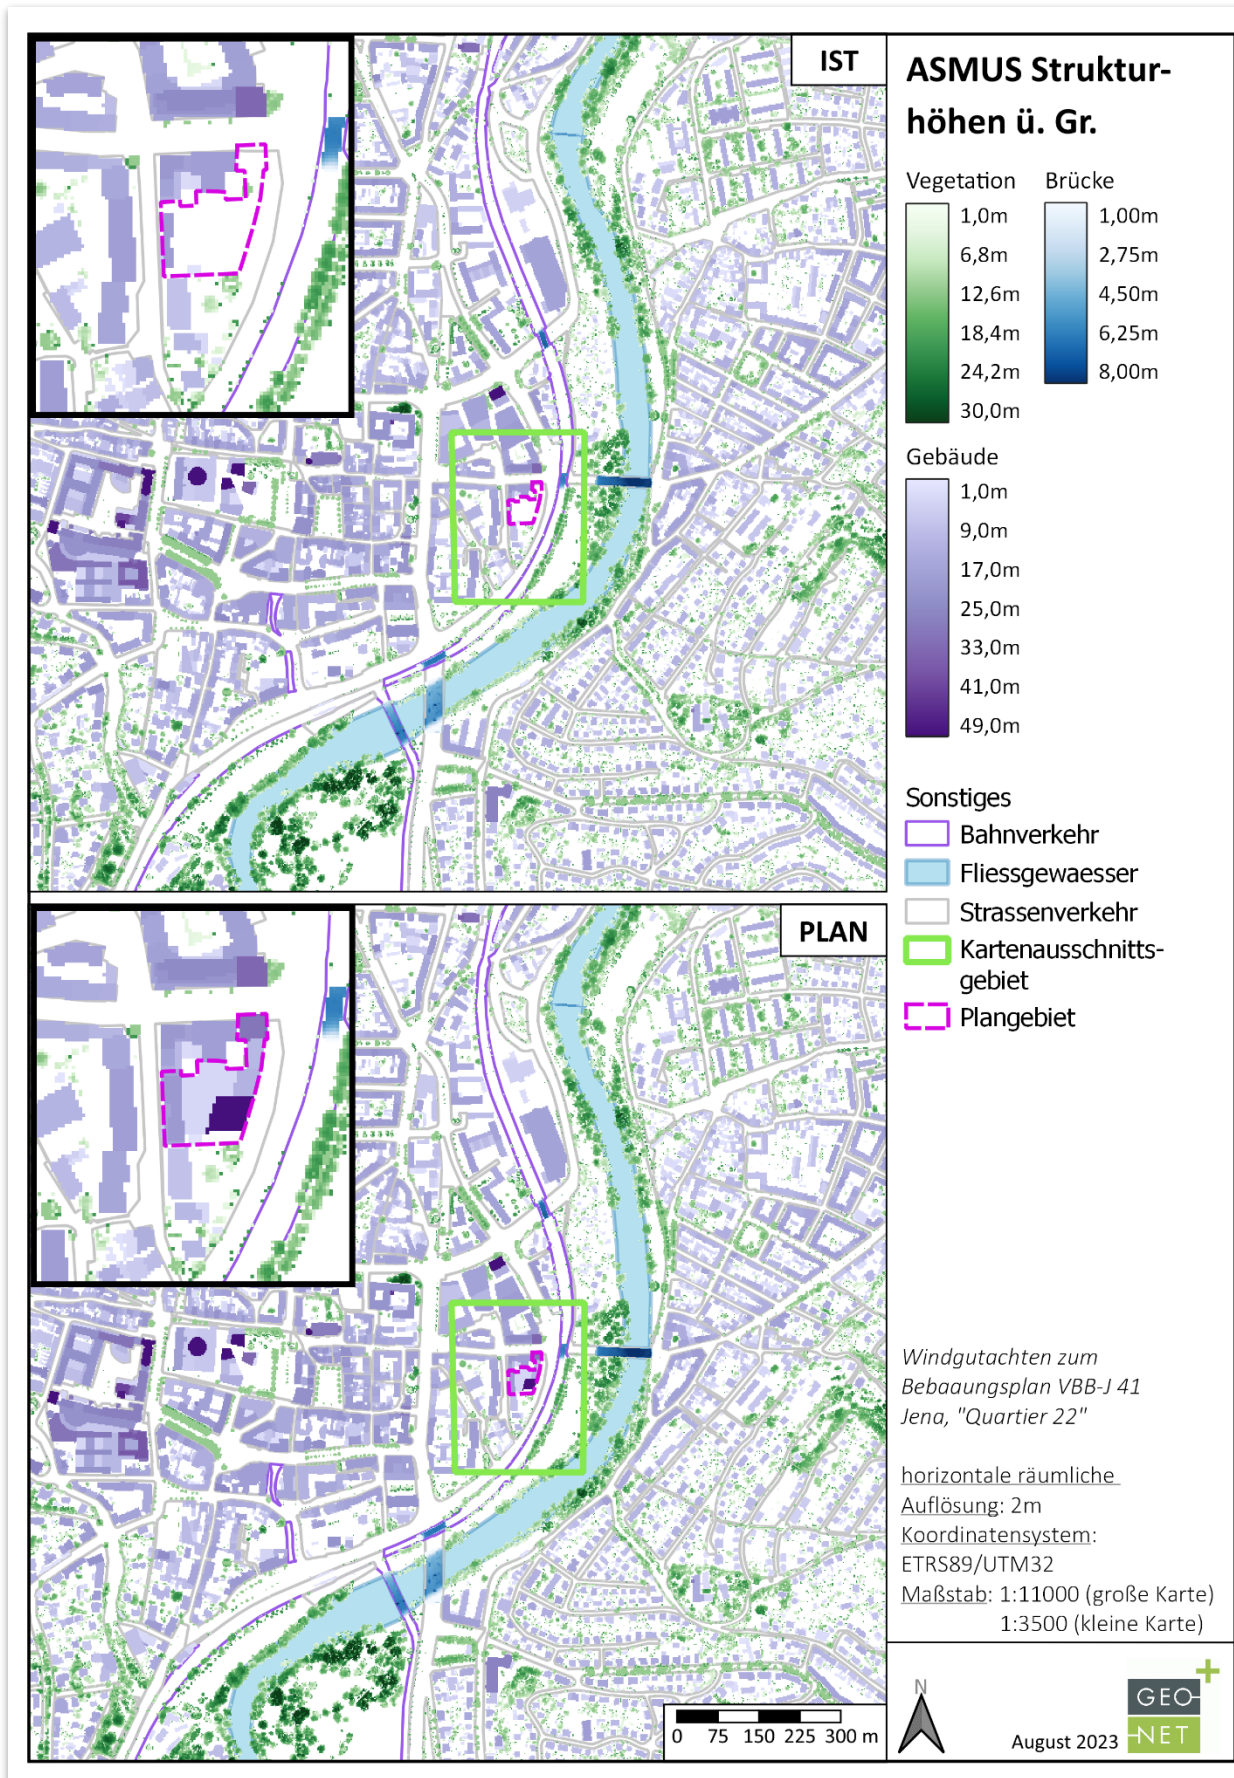 IST
ASMUS Struktur-
höhen ü. Gr.
Vegetation
1,0m
6,8m
12,6m
18,4m
24,2m
30,0m
Brücke
1,00m
2,75m
4,50m
6,25m
8,00m
Gebäude
1,0m
9,0m
17,0m
25,0m
33,0m
41,0m
49,0m
Sonstiges
Bahnverkehr
Fliessgewaesser
Strassenverkehr
Kartenausschnitts-
gebiet
Plangebiet
PLAN
Windgutachten zum
Bebaaungsplan VBB-J 41
Jena, "Quartier 22"
horizontale räumliche
Auflösung: 2m
Koordinatensystem:
ETRS89/UTM32
Maßstab: 1:11000 (große Karte)
1:3500 (kleine Karte)
0 75 150 225 300 m
N
August 2023
GEO-
NET